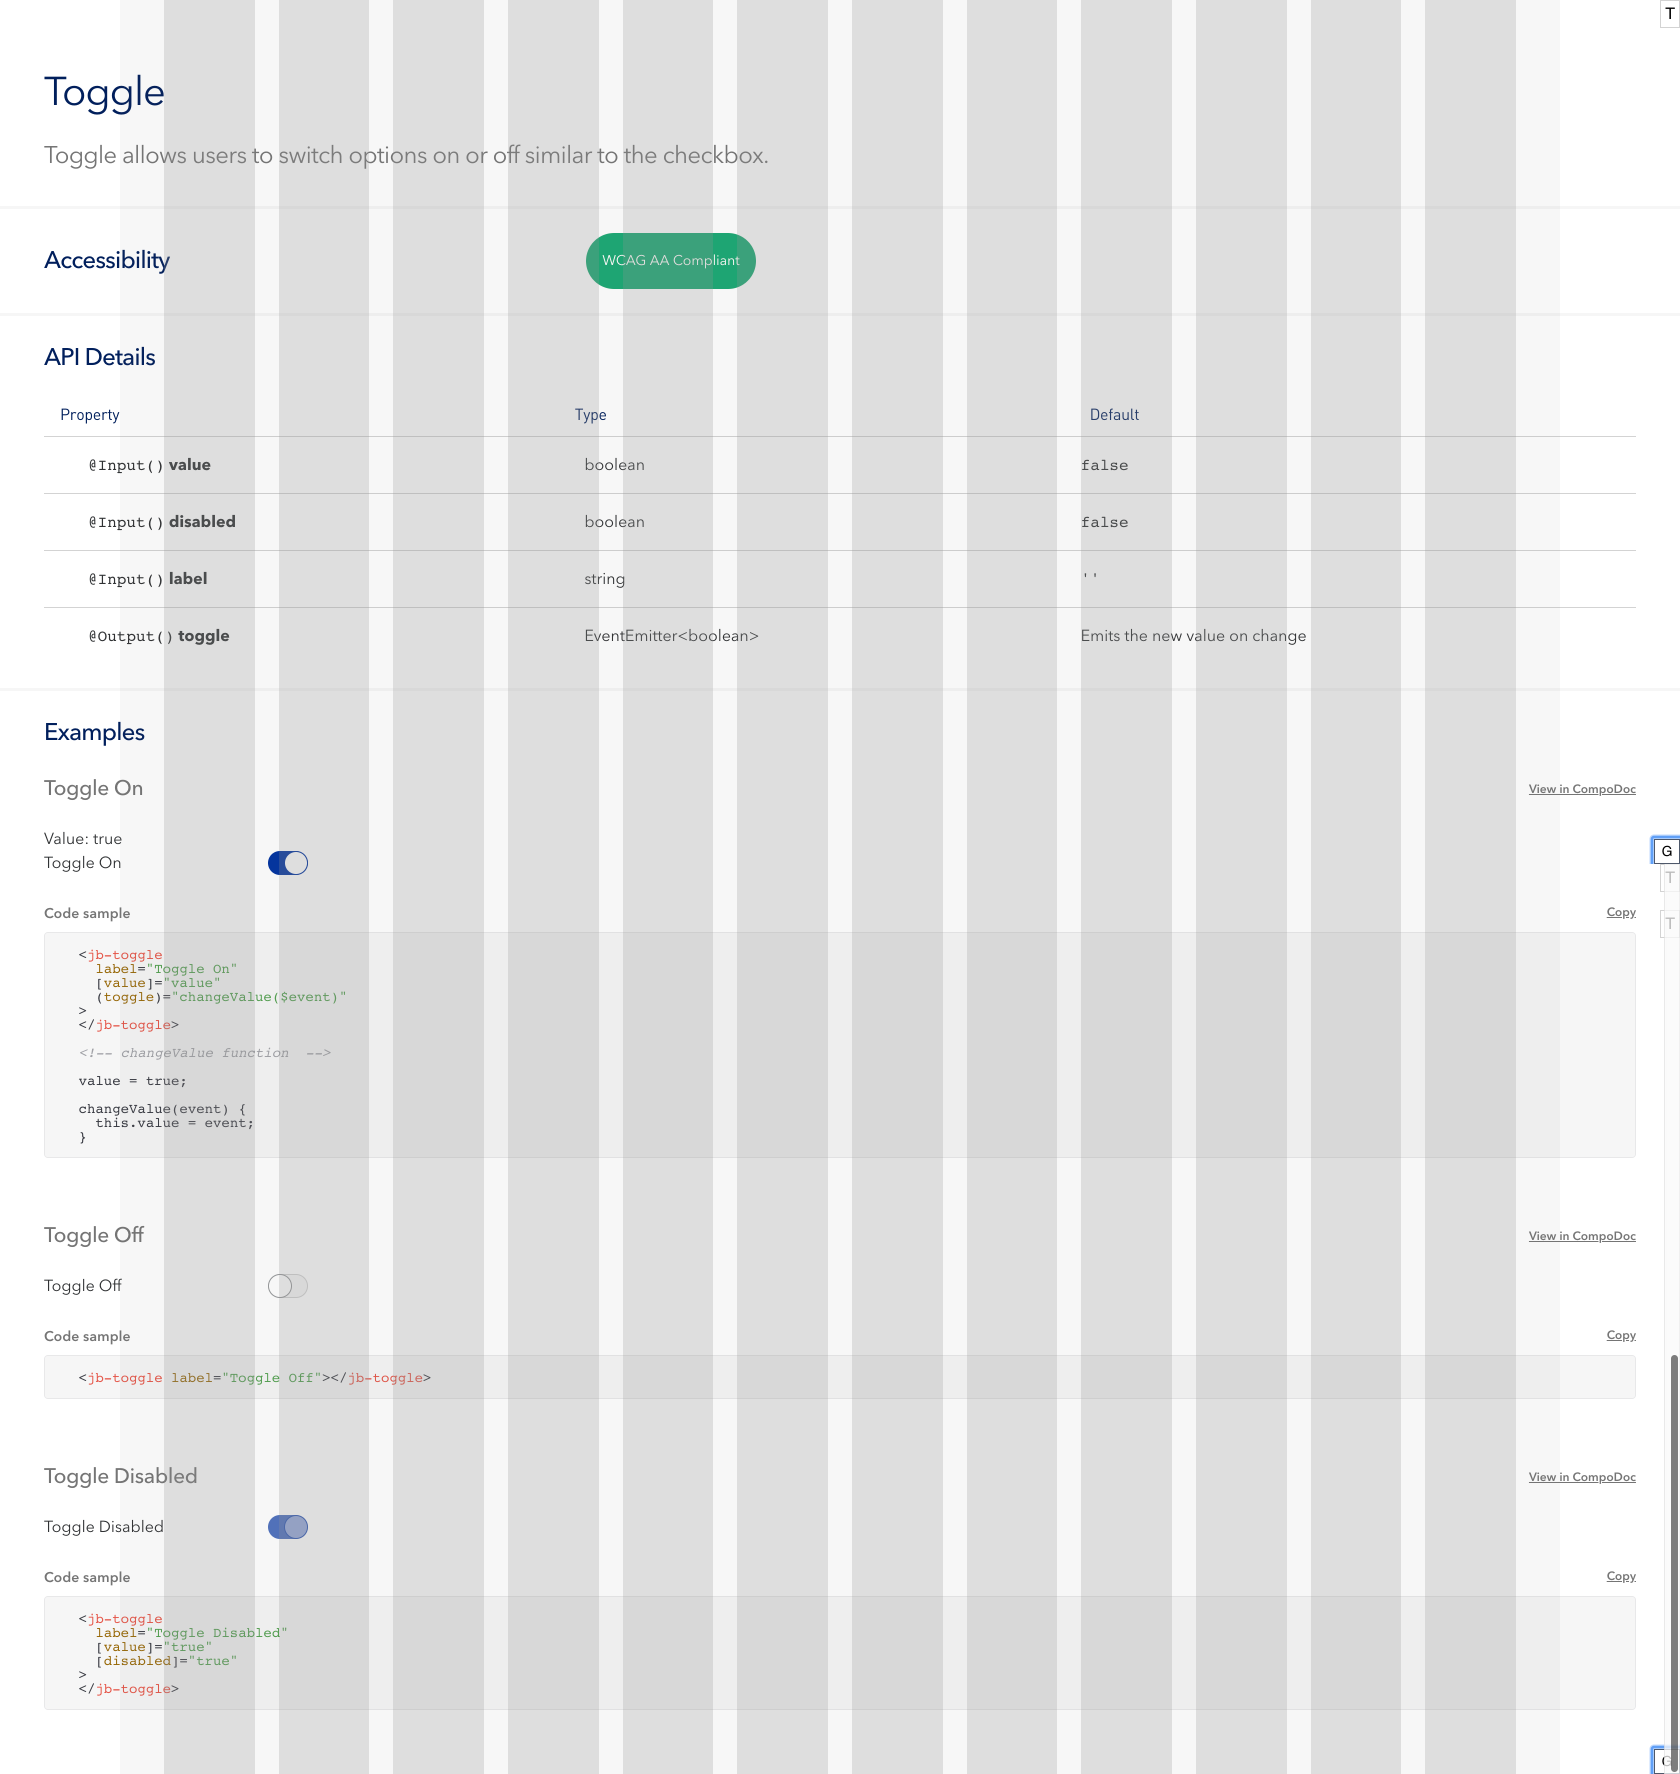 T
Toggle
Toggle allows users to switch options on or off similar to the checkbox.
Accessibility
WCAG AA Compliant
API Details
Property Type Default
@Input() value boolean false
@Input() disabled boolean false
@Input() label string ''
@Output() toggle EventEmitter<boolean> Emits the new value on change
Examples
Toggle On View in CompoDoc
Value: true
G
Toggle On
T
Code sample Copy
T
<jb-toggle
label="Toggle On"
[value]="value"
(toggle)="changeValue($event)"
>
</jb-toggle>
<!-- changeValue function  -->
value = true;
changeValue(event) {
this.value = event;
}
Toggle Off View in CompoDoc
Toggle Off
Code sample Copy
<jb-toggle label="Toggle Off"></jb-toggle>
Toggle Disabled View in CompoDoc
Toggle Disabled
Code sample Copy
<jb-toggle
label="Toggle Disabled"
[value]="true"
[disabled]="true"
>
</jb-toggle>
G